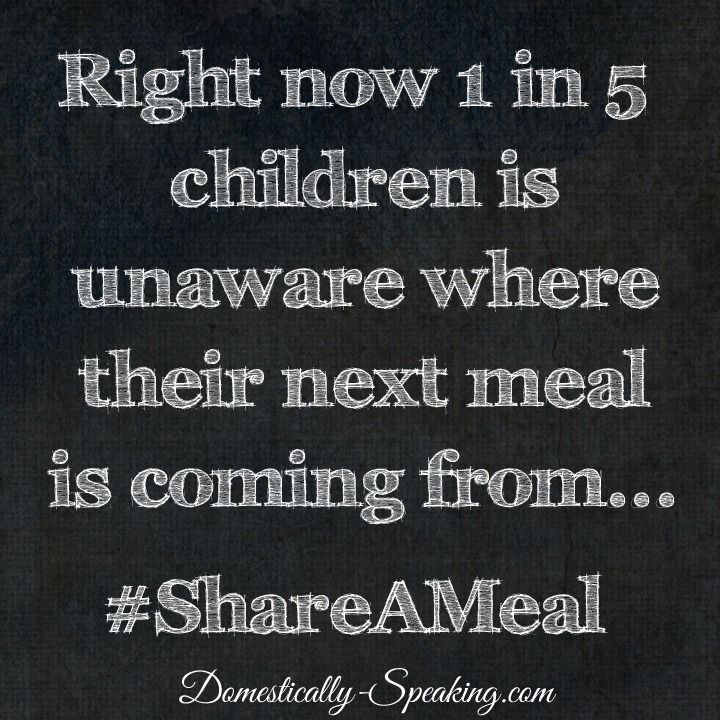 Right now 1 in 5
children is
unaware where
their next meal
is coming from...
#ShareAMeal
Domestically-Speaking.com